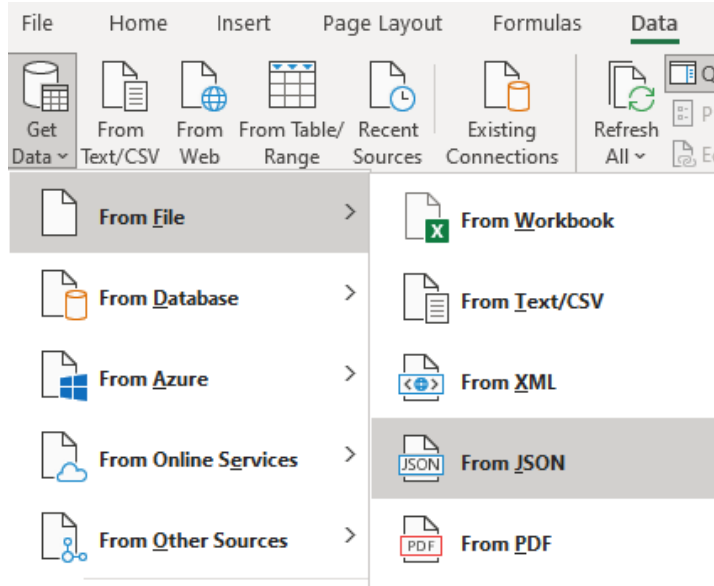 File Home Insert Page Layout Formulas Data
Get From From From Table/ Recent Existing Refresh
Data Text/CSV Web Range Sources Connections All
From File
From Workbook
From Database
From Text/CSV
From Azure
From XML
From Online Services
JSON From JSON
From Other Sources
PDF From PDF